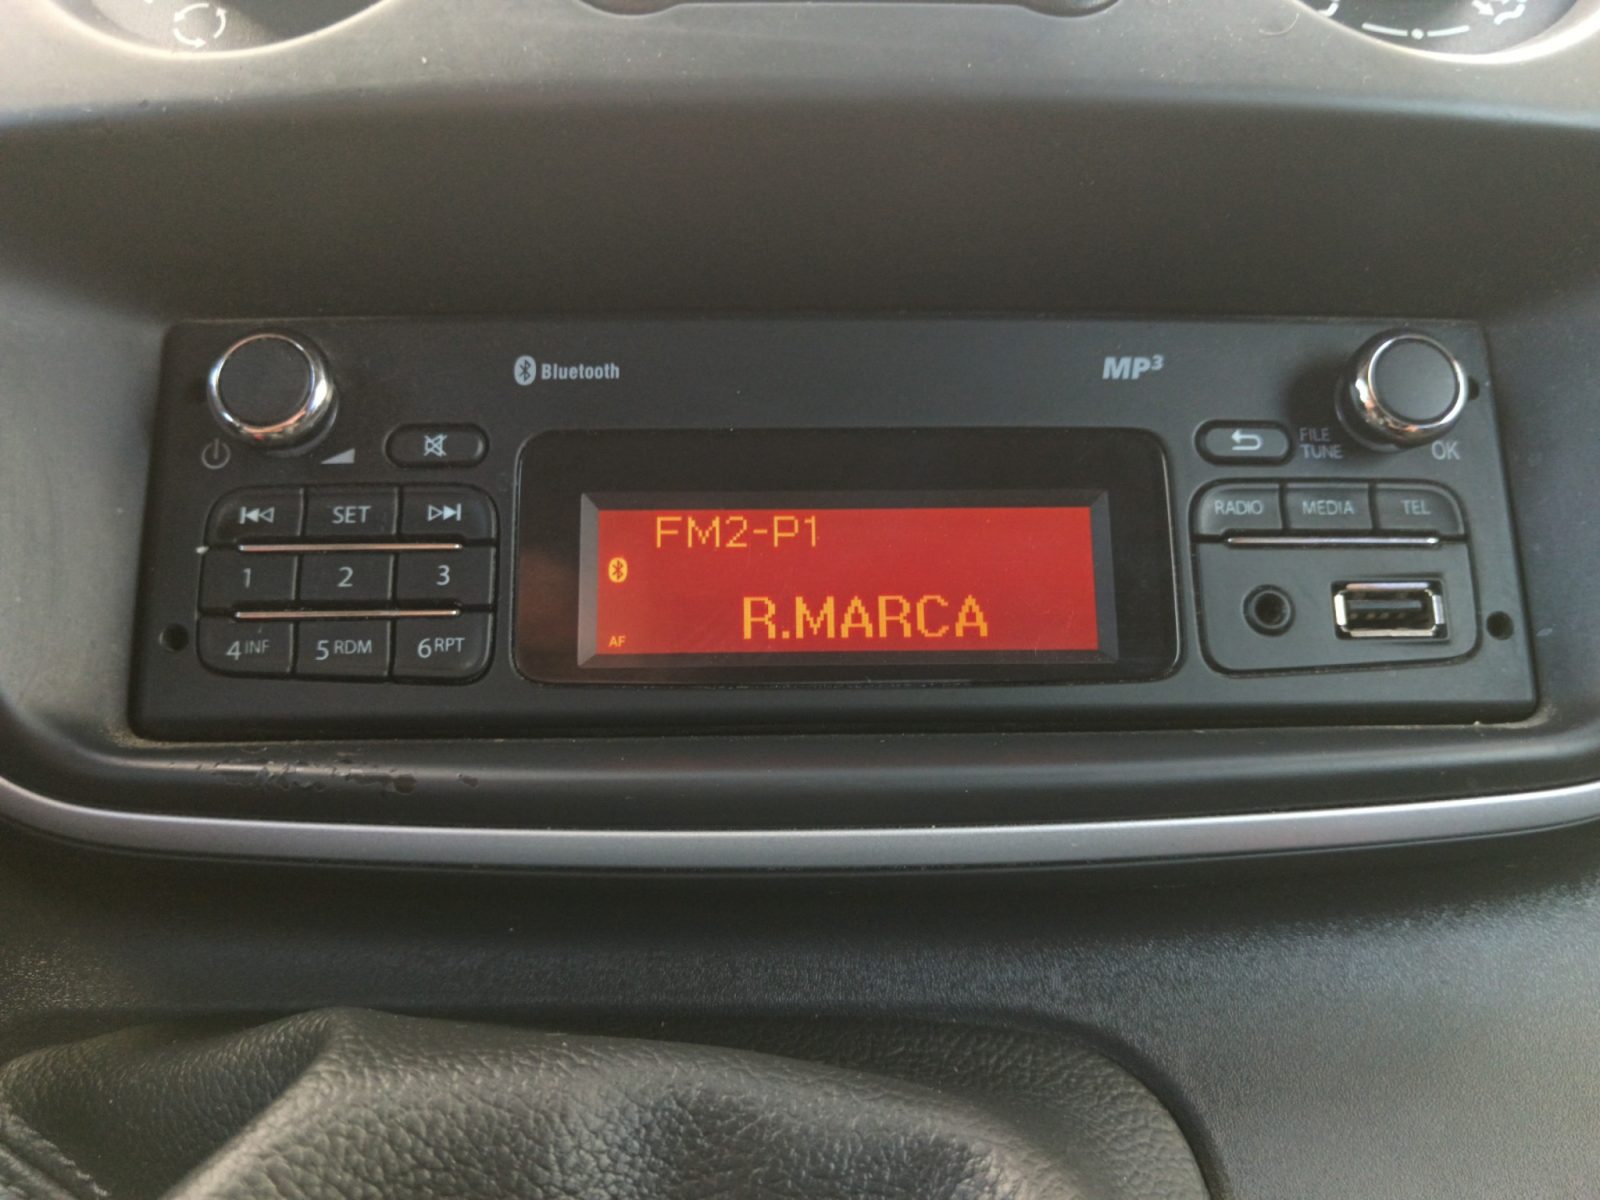 Bluetooth
MP3
FILE
TUNE
OK
SET
RADIO MEDIA TEL
FM2-P1
1 2 3
R.MARCA
AF
4 INF 5 RDM 6 RPT